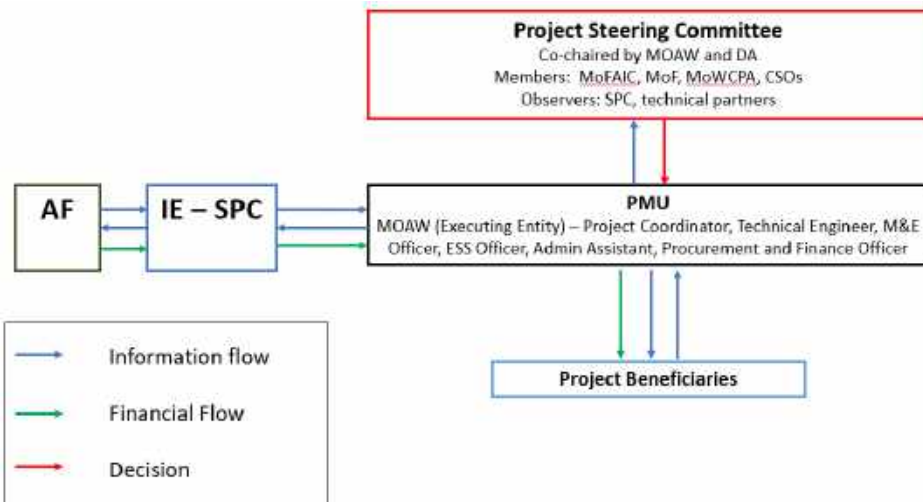 Project Steering Committee
Co-chaired by MOAW and DA
Members: MoFAIC, MoF, MoWCPA, CSOs
Observers: SPC, technical partners
AF
IE – SPC
PMU
MOAW (Executing Entity) – Project Coordinator, Technical Engineer, M&E
Officer, ESS Officer, Admin Assistant, Procurement and Finance Officer
Project Beneficiaries
Information flow
Financial Flow
Decision